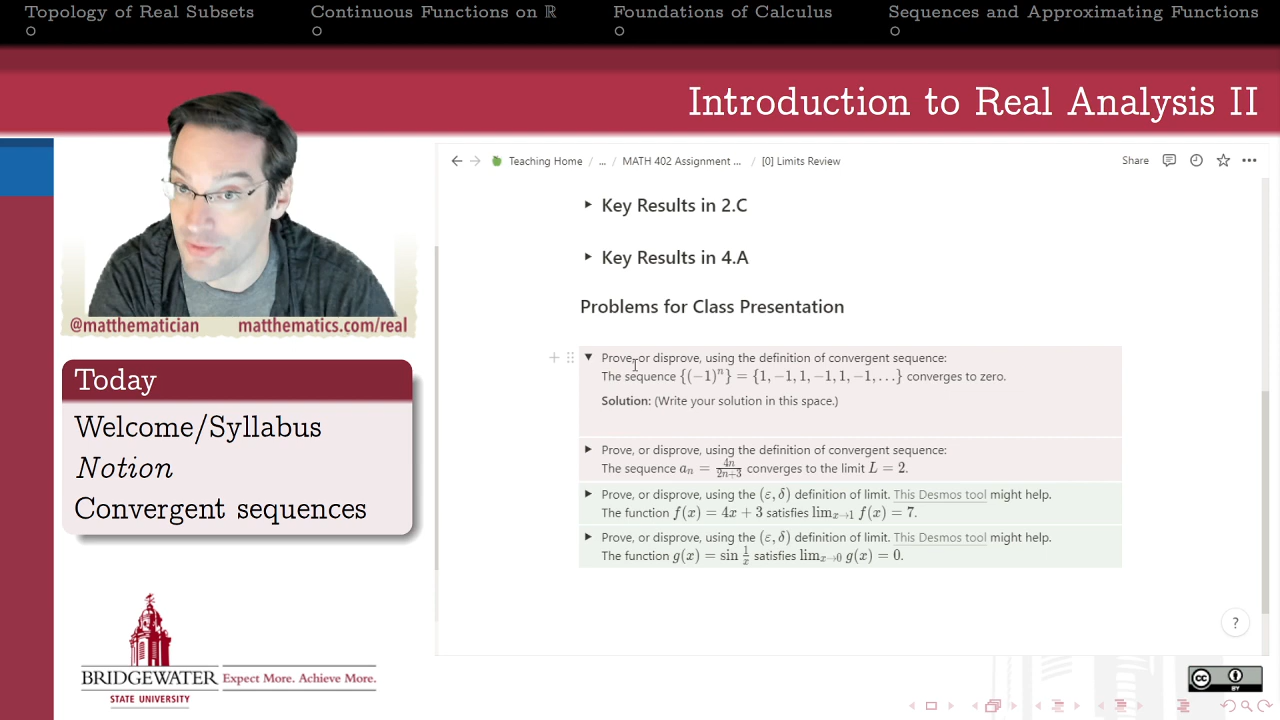 Topology of Real Subsets
Continuous Functions on ℝ
Foundations of Calculus
Sequences and Approximating Functions
Introduction to Real Analysis II
Teaching Home / ... / MATH 402 Assignment ... / [0] Limits Review
Share
Key Results in 2.C
Key Results in 4.A
Problems for Class Presentation
Prove, or disprove, using the definition of convergent sequence:
The sequence {(−1)ⁿ} = {1, −1, 1, −1, 1, −1, …} converges to zero.
Solution: (Write your solution in this space.)
Prove, or disprove, using the definition of convergent sequence:
The sequence aₙ = 4n/2n+3 converges to the limit L = 2.
Prove, or disprove, using the (ε, δ) definition of limit. This Desmos tool might help.
The function f(x) = 4x + 3 satisfies limₓ→₁ f(x) = 7.
Prove, or disprove, using the (ε, δ) definition of limit. This Desmos tool might help.
The function g(x) = sin 1/x satisfies limₓ→₀ g(x) = 0.
?
@matthematician
matthematics.com/real
Today
Welcome/Syllabus
Notion
Convergent sequences
BRIDGEWATER
STATE UNIVERSITY
Expect More. Achieve More.
CC
BY